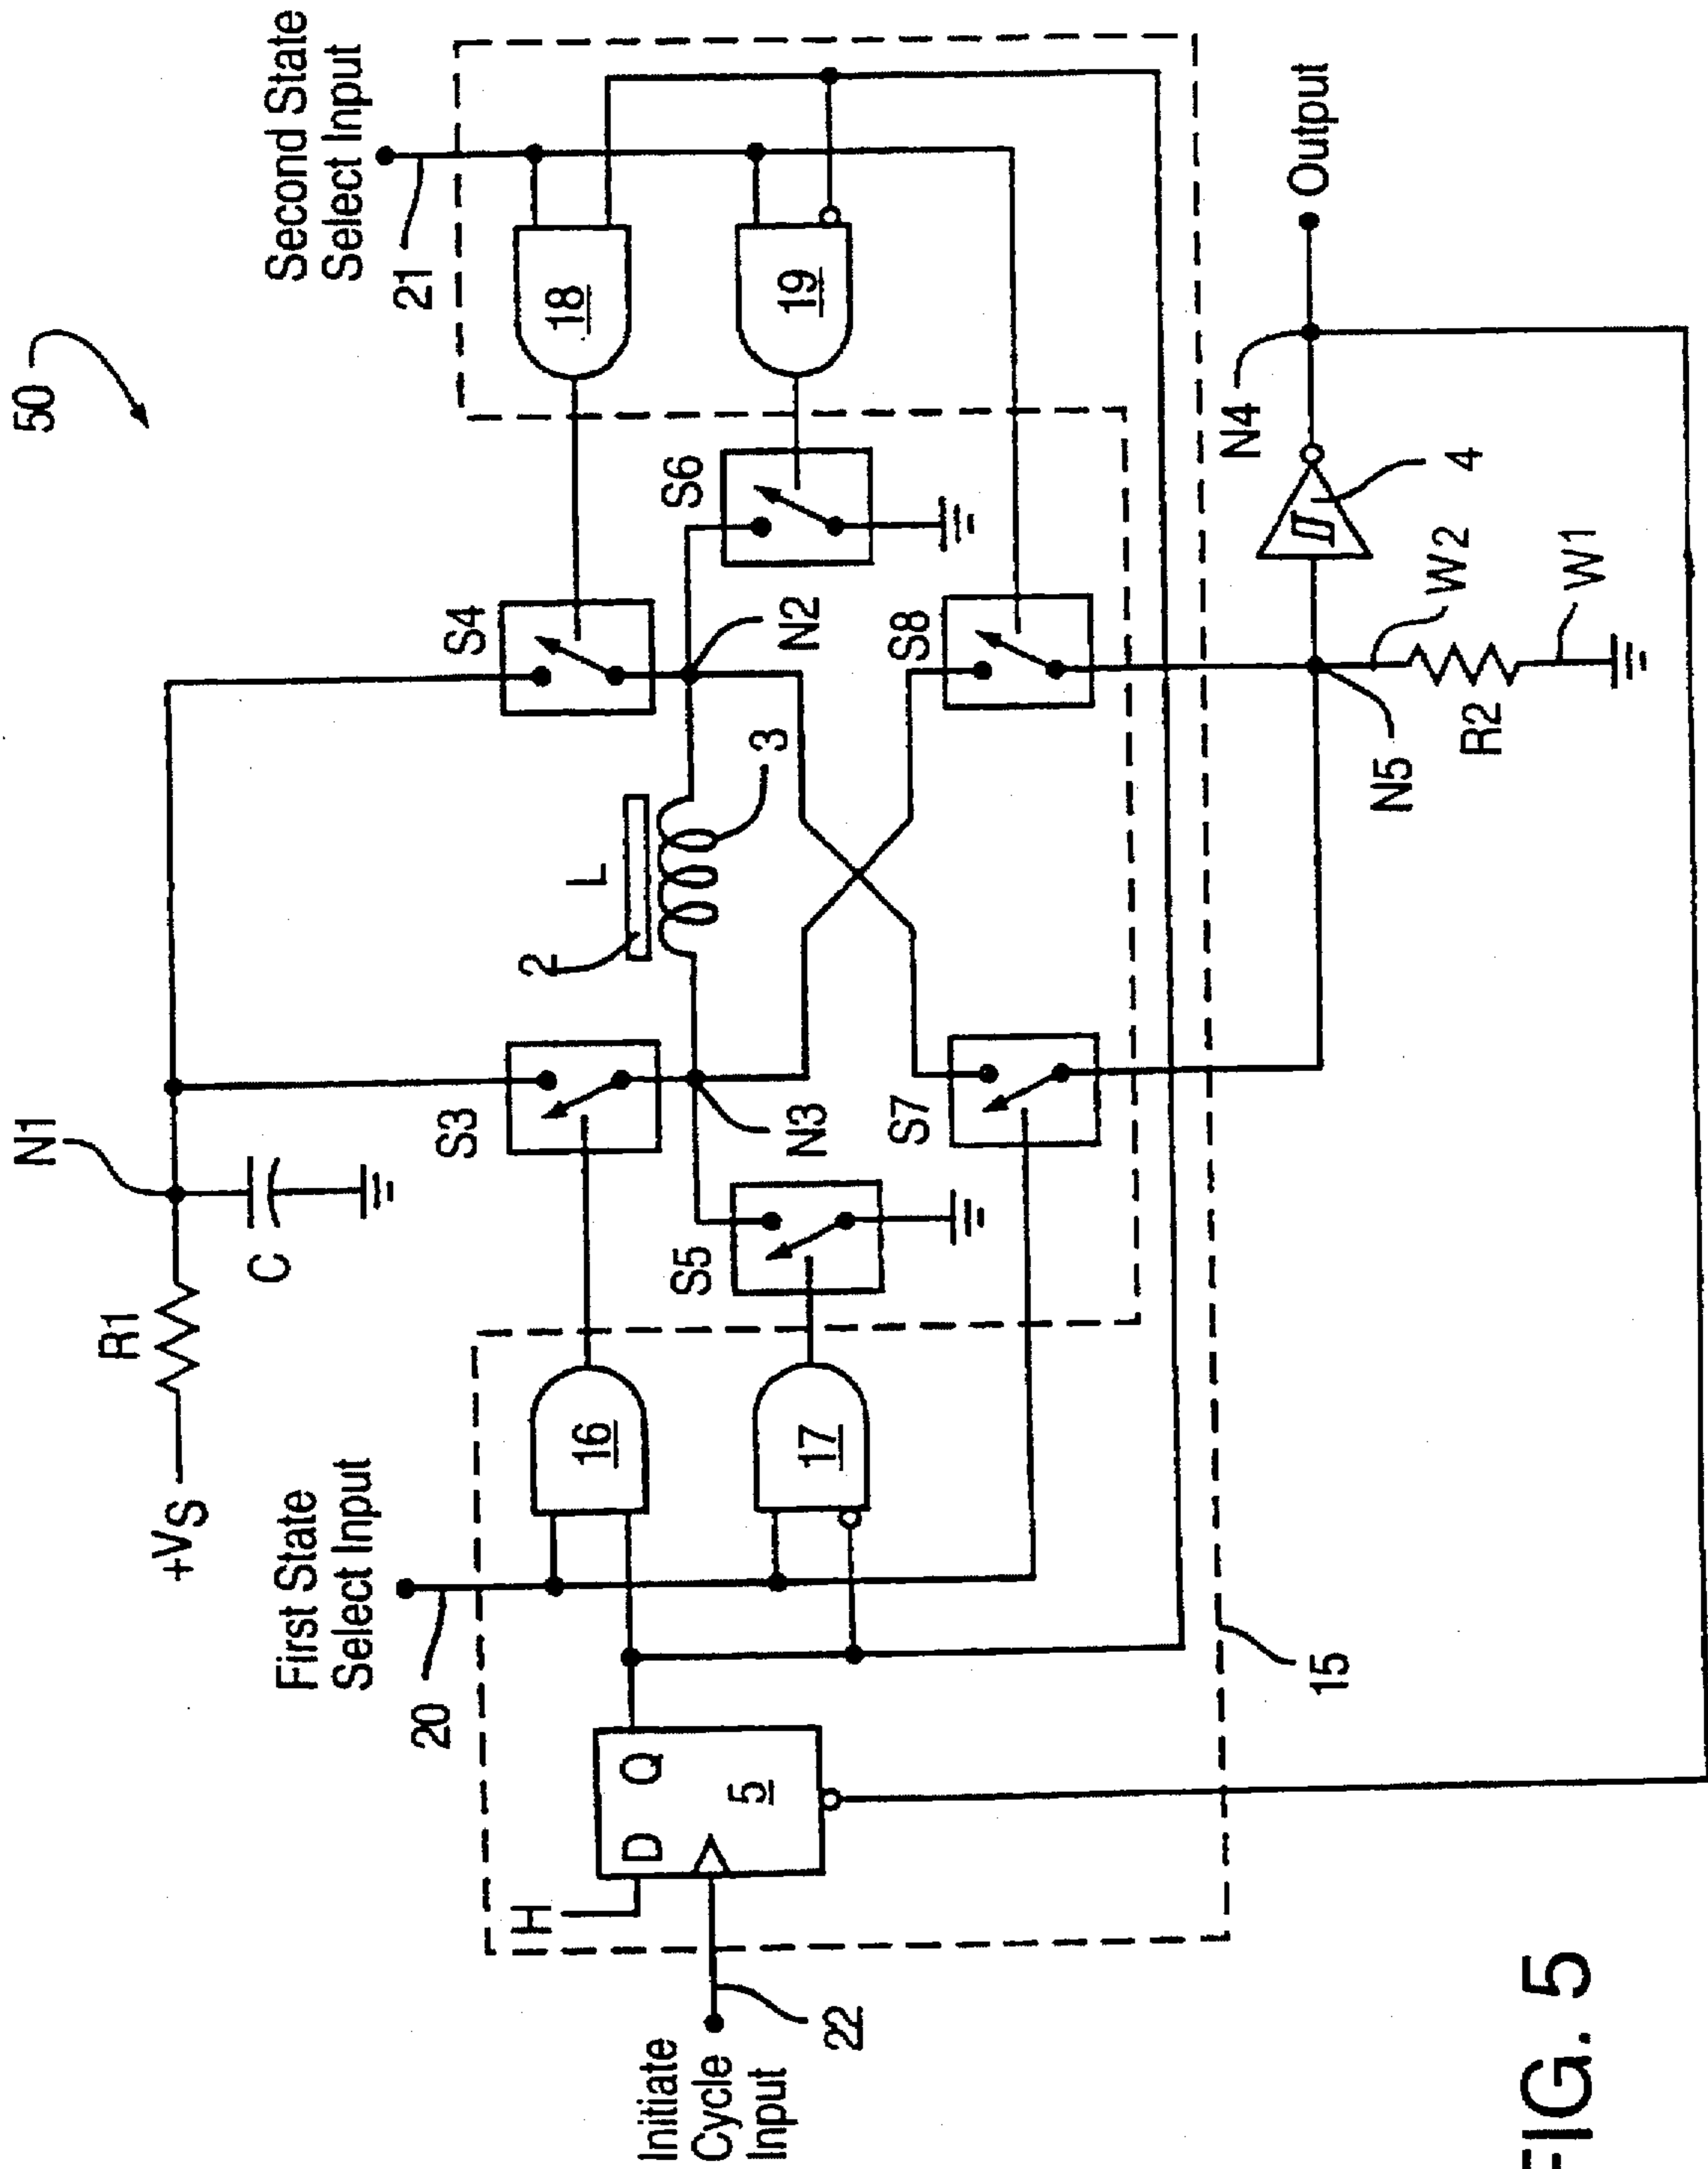 50
N1
+VS
R1
C
First State
Select Input
20
Second State
Select Input
21
S3
S4
L
2
3
16
17
18
19
S5
S6
N3
N2
S7
S8
H
D
Q
5
Initiate
Cycle
Input
22
15
N5
N4
4
Output
W2
R2
W1
FIG. 5